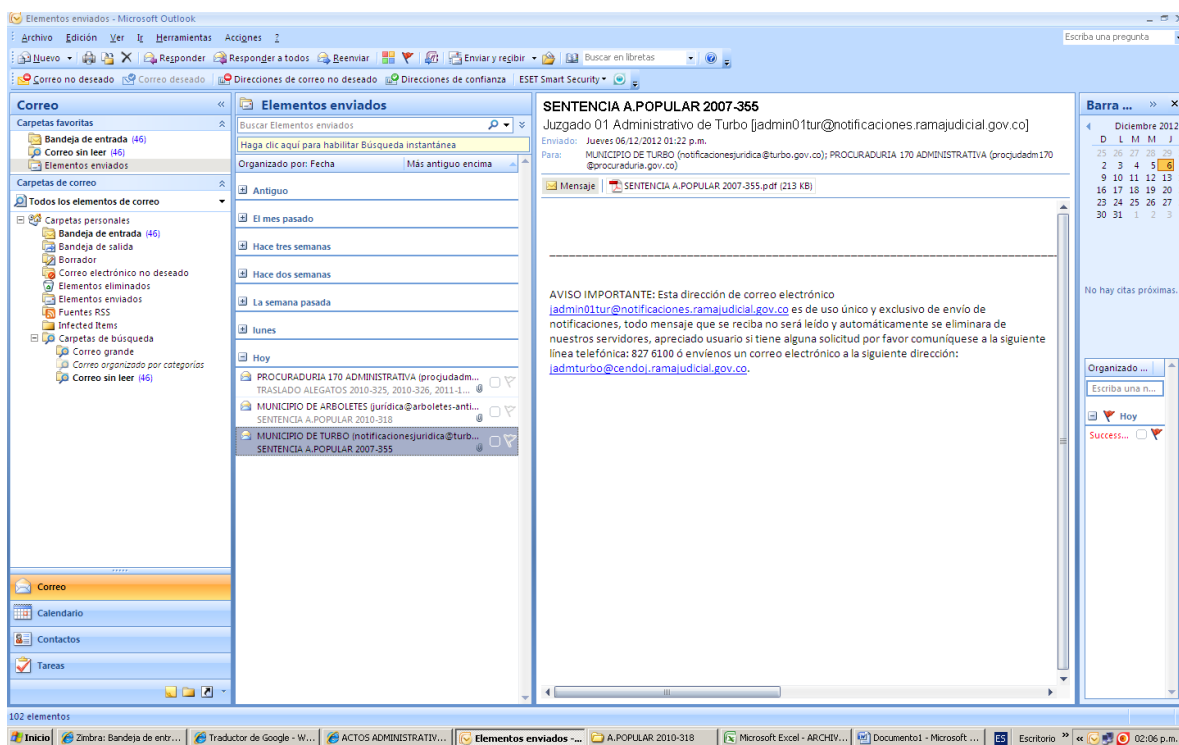 Elementos enviados - Microsoft Outlook
Archivo Edición Ver Ir Herramientas Acciones ?
Escriba una pregunta
Nuevo Responder Responder a todos Reenviar Enviar y recibir Buscar en libretas
Correo no deseado Correo deseado Direcciones de correo no deseado Direcciones de confianza ESET Smart Security
Correo
Carpetas favoritas
Bandeja de entrada (46)
Correo sin leer (46)
Elementos enviados
Carpetas de correo
Todos los elementos de correo
Carpetas personales
Bandeja de entrada (46)
Bandeja de salida
Borrador
Correo electrónico no deseado
Elementos eliminados
Elementos enviados
Fuentes RSS
Infected Items
Carpetas de búsqueda
Correo grande
Correo organizado por categorías
Correo sin leer (46)
Correo
Calendario
Contactos
Tareas
Elementos enviados
Buscar Elementos enviados
Haga clic aquí para habilitar Búsqueda instantánea
Organizado por: Fecha Más antiguo encima
Antiguo
El mes pasado
Hace tres semanas
Hace dos semanas
La semana pasada
lunes
Hoy
PROCURADURIA 170 ADMINISTRATIVA (procjudadm...
TRASLADO ALEGATOS 2010-325, 2010-326, 2011-1...
MUNICIPIO DE ARBOLETES (jurídica@arboletes-anti...
SENTENCIA A.POPULAR 2010-318
MUNICIPIO DE TURBO (notificacionesjuridica@turb...
SENTENCIA A.POPULAR 2007-355
SENTENCIA A.POPULAR 2007-355
Juzgado 01 Administrativo de Turbo [jadmin01tur@notificaciones.ramajudicial.gov.co]
Enviado: Jueves 06/12/2012 01:22 p.m.
Para: MUNICIPIO DE TURBO (notificacionesjuridica@turbo.gov.co); PROCURADURIA 170 ADMINISTRATIVA (procjudadm170
@procuraduria.gov.co)
Mensaje SENTENCIA A.POPULAR 2007-355.pdf (213 KB)
AVISO IMPORTANTE: Esta dirección de correo electrónico
jadmin01tur@notificaciones.ramajudicial.gov.co es de uso único y exclusivo de envío de
notificaciones, todo mensaje que se reciba no será leído y automáticamente se eliminara de
nuestros servidores, apreciado usuario si tiene alguna solicitud por favor comuníquese a la siguiente
línea telefónica: 827 6100 ó envíenos un correo electrónico a la siguiente dirección:
jadmturbo@cendoj.ramajudicial.gov.co.
Barra ...
Diciembre 2012
D L M M J
25 26 27 28 29
2 3 4 5 6
9 10 11 12 13
16 17 18 19 20
23 24 25 26 27
30 31 1 2 3
No hay citas próximas.
Organizado ...
Escriba una n...
Hoy
Success...
102 elementos
Inicio Zimbra: Bandeja de entr... Traductor de Google - W... ACTOS ADMINISTRATIV... Elementos enviados -... A.POPULAR 2010-318 Microsoft Excel - ARCHIV... Documento1 - Microsoft ... ES Escritorio 02:06 p.m.